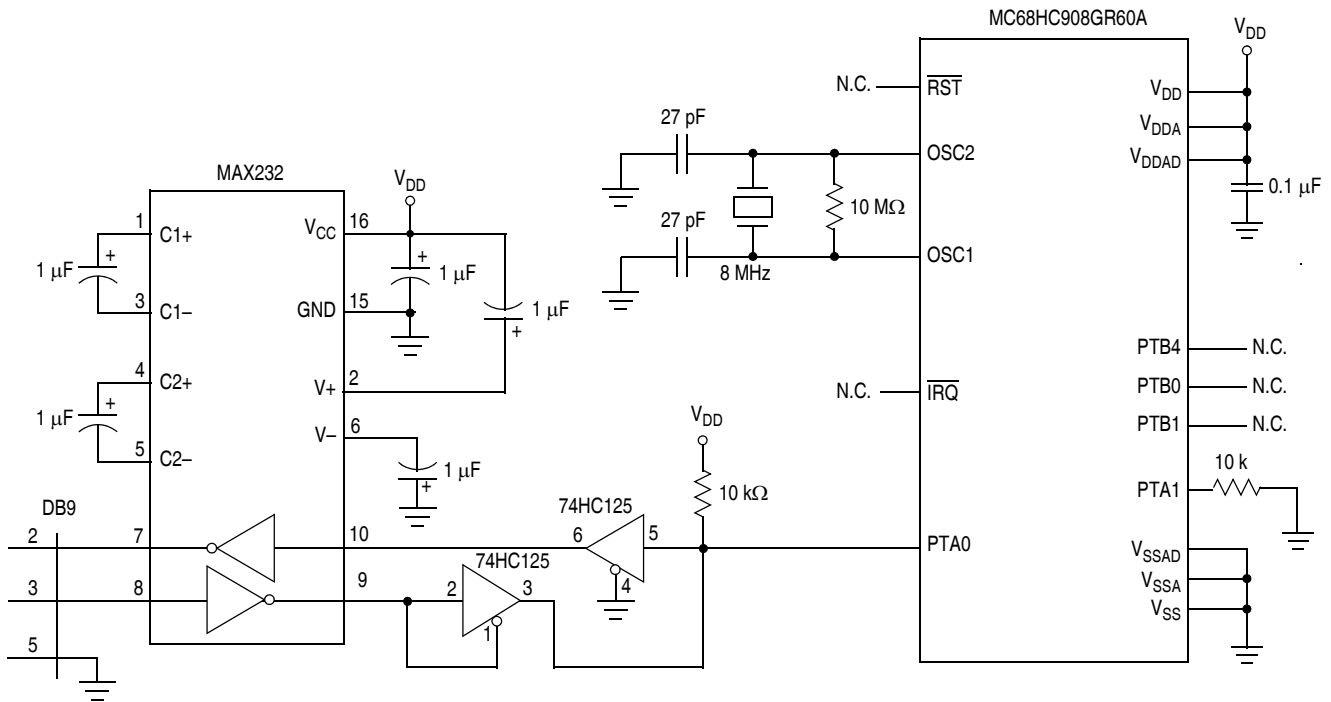 MC68HC908GR60A
VDD
N.C.
RST
VDD
27 pF
VDDA
OSC2
VDDAD
MAX232
VDD
10 MΩ
0.1 µF
1
C1+
VCC
16
27 pF
1 µF
+
+
1 µF
OSC1
8 MHz
3
C1–
GND
15
1 µF
+
PTB4
N.C.
4
C2+
V+
2
N.C.
IRQ
PTB0
N.C.
1 µF
+
VDD
V–
6
PTB1
N.C.
5
C2–
1 µF
+
10 k
10 kΩ
PTA1
DB9
74HC125
2
7
10
6
5
PTA0
4
VSSAD
74HC125
3
8
9
2
3
VSSA
1
VSS
5